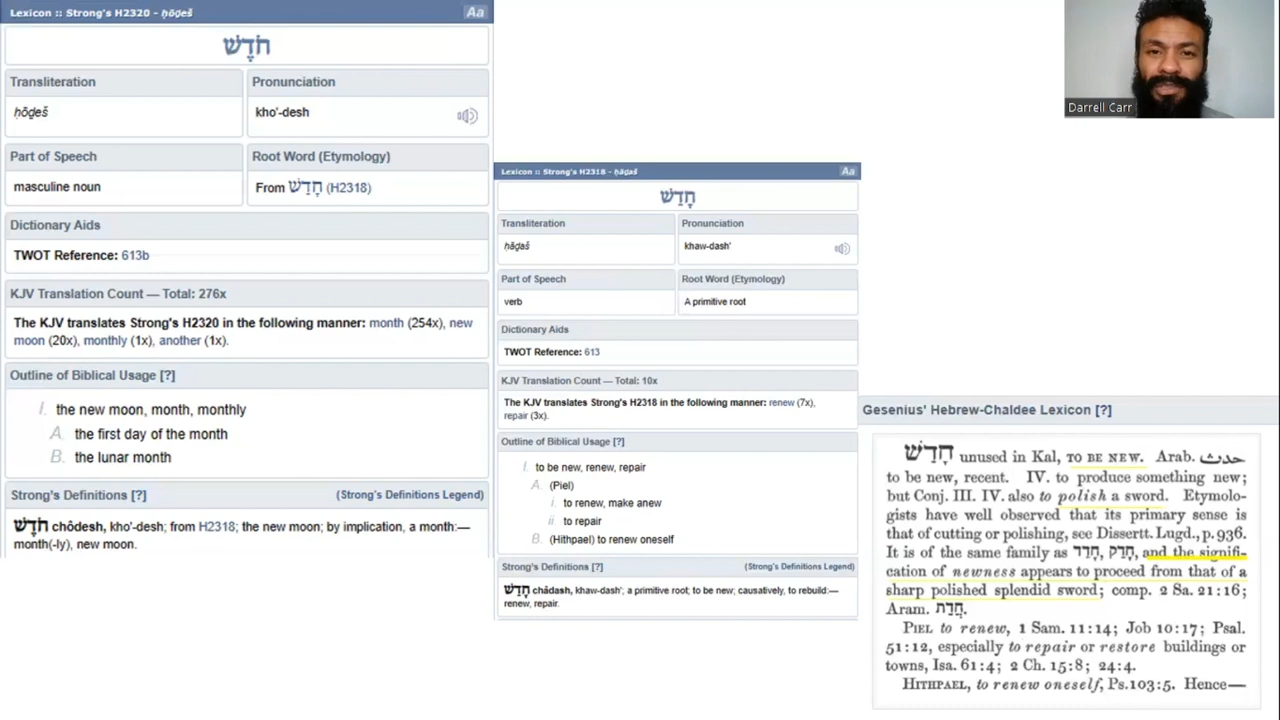 Lexicon :: Strong's H2320 - ḥōḏeš
Aa
חֹדֶשׁ
Transliteration
Pronunciation
ḥōḏeš
kho'-desh
Part of Speech
Root Word (Etymology)
masculine noun
From חָדַשׁ (H2318)
Dictionary Aids
TWOT Reference: 613b
KJV Translation Count — Total: 276x
The KJV translates Strong's H2320 in the following manner: month (254x), new
moon (20x), monthly (1x), another (1x).
Outline of Biblical Usage [?]
I. the new moon, month, monthly
A. the first day of the month
B. the lunar month
Strong's Definitions [?]
(Strong's Definitions Legend)
חֹדֶשׁ chôdesh, kho'-desh; from H2318; the new moon; by implication, a month:—
month(-ly), new moon.
Lexicon :: Strong's H2318 - ḥāḏaš
Aa
חָדַשׁ
Transliteration
Pronunciation
ḥāḏaš
khaw-dash'
Part of Speech
Root Word (Etymology)
verb
A primitive root
Dictionary Aids
TWOT Reference: 613
KJV Translation Count — Total: 10x
The KJV translates Strong's H2318 in the following manner: renew (7x),
repair (3x).
Outline of Biblical Usage [?]
I. to be new, renew, repair
A. (Piel)
i. to renew, make anew
ii. to repair
B. (Hithpael) to renew oneself
Strong's Definitions [?]
(Strong's Definitions Legend)
חָדַשׁ châdash, khaw-dash'; a primitive root; to be new; causatively, to rebuild:—
renew, repair.
Darrell Carr
Gesenius' Hebrew-Chaldee Lexicon [?]
חָדַשׁ unused in Kal, TO BE NEW. Arab. حدث
to be new, recent. IV. to produce something new;
but Conj. III. IV. also to polish a sword. Etymolo-
gists have well observed that its primary sense is
that of cutting or polishing, see Dissertt. Lugd., p. 936.
It is of the same family as חָדַד, חָדַק, and the signifi-
cation of newness appears to proceed from that of a
sharp polished splendid sword; comp. 2 Sa. 21:16;
Aram. חֲדַת.
PIEL to renew, 1 Sam. 11:14; Job 10:17; Psal.
51:12, especially to repair or restore buildings or
towns, Isa. 61:4; 2 Ch. 15:8; 24:4.
HITHPAEL, to renew oneself, Ps. 103:5. Hence—